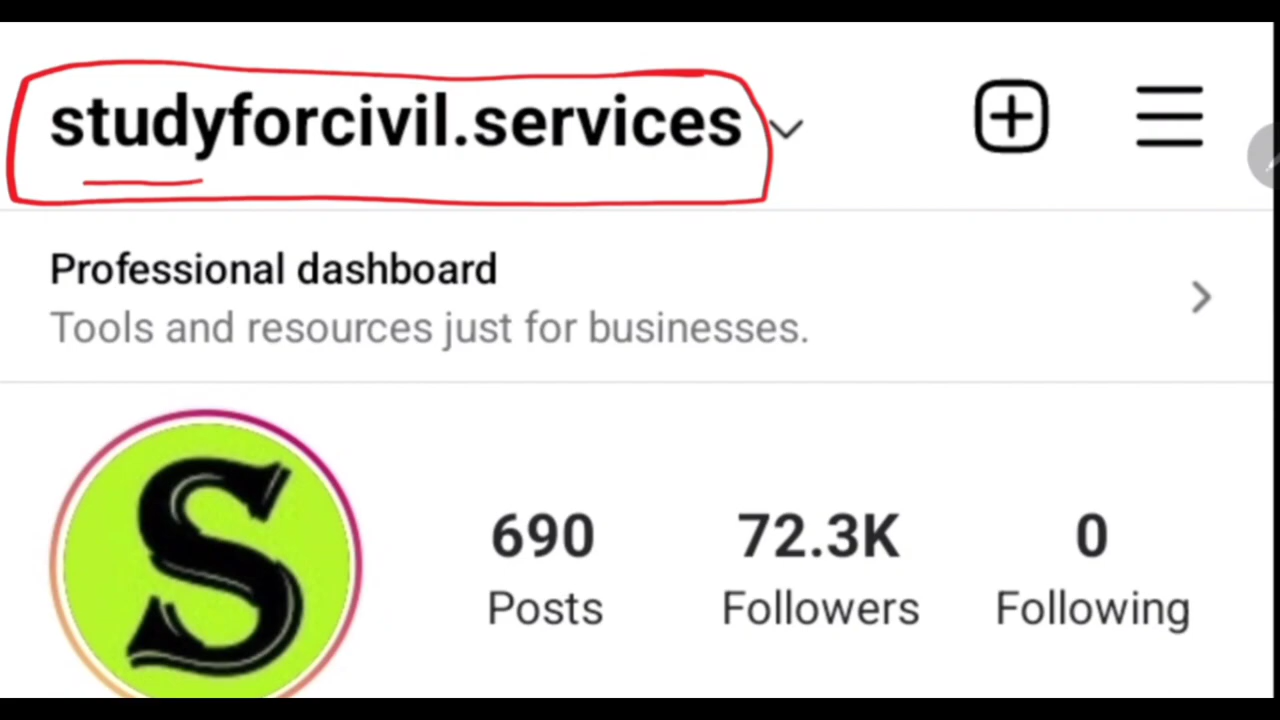 studyforcivil.services
Professional dashboard
Tools and resources just for businesses.
S
690 72.3K 0
Posts Followers Following